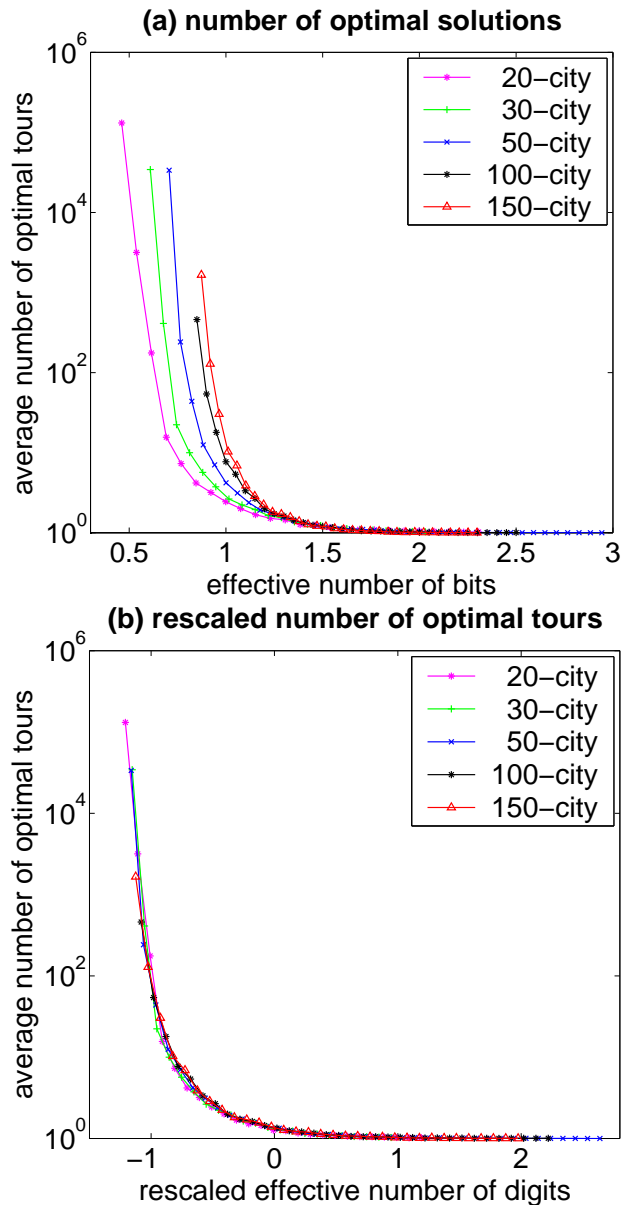 (a) number of optimal solutions
10^6
10^4
10^2
10^0
average number of optimal tours
20−city
30−city
50−city
100−city
150−city
0.5 1 1.5 2 2.5 3
effective number of bits
(b) rescaled number of optimal tours
10^6
10^4
10^2
10^0
average number of optimal tours
20−city
30−city
50−city
100−city
150−city
−1 0 1 2
rescaled effective number of digits